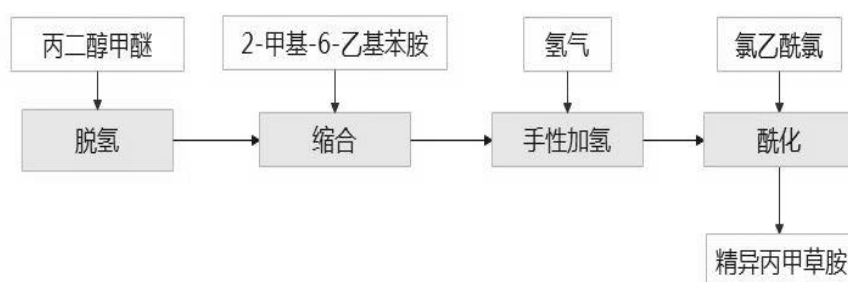 丙二醇甲醚
2-甲基-6-乙基苯胺
氢气
氯乙酰氯
脱氢
缩合
手性加氢
酰化
精异丙甲草胺